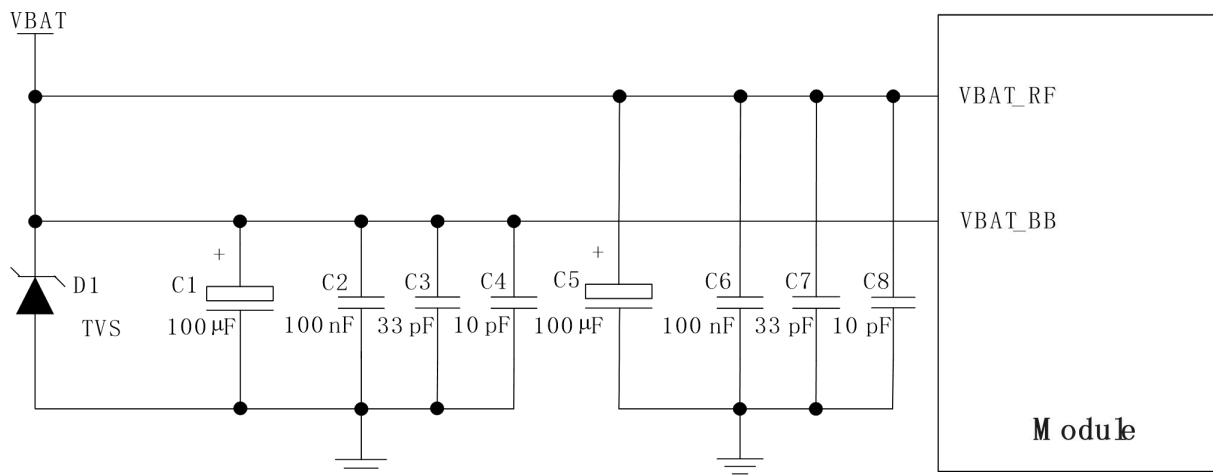 VBAT
VBAT_RF
VBAT_BB
+
+
D1
C1
C2
C3
C4
C5
C6
C7
C8
TVS
100μF
100nF
33pF
10pF
100μF
100nF
33pF
10pF
Module